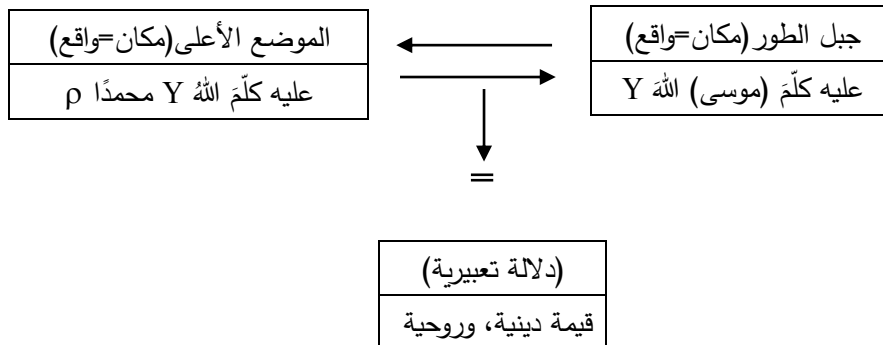 جبل الطور (مكان=واقع)
عليه كلّمَ (موسى) اللهَ Y
الموضع الأعلى(مكان=واقع)
عليه كلّمَ اللهُ Y محمدًا ρ
=
(دلالة تعبيرية)
قيمة دينية، وروحية